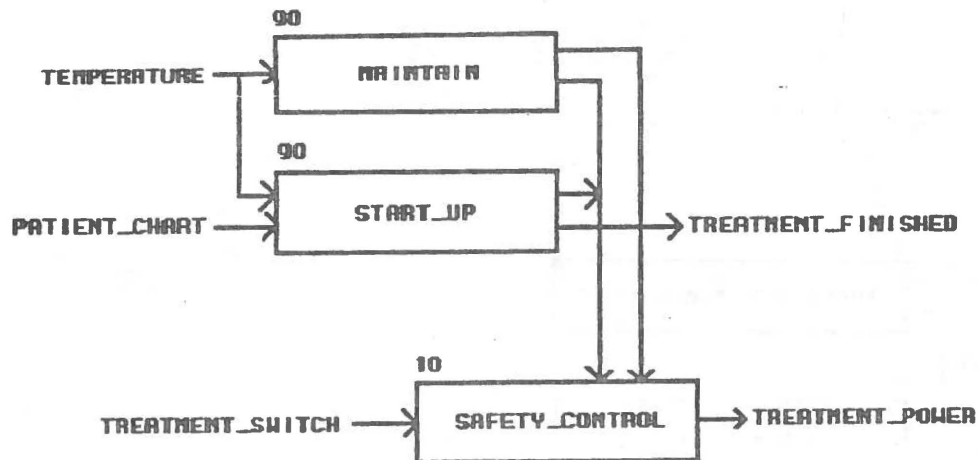 90
TEMPERATURE
MAINTAIN
90
START_UP
PATIENT_CHART
TREATMENT_FINISHED
10
TREATMENT_SWITCH
SAFETY_CONTROL
TREATMENT_POWER